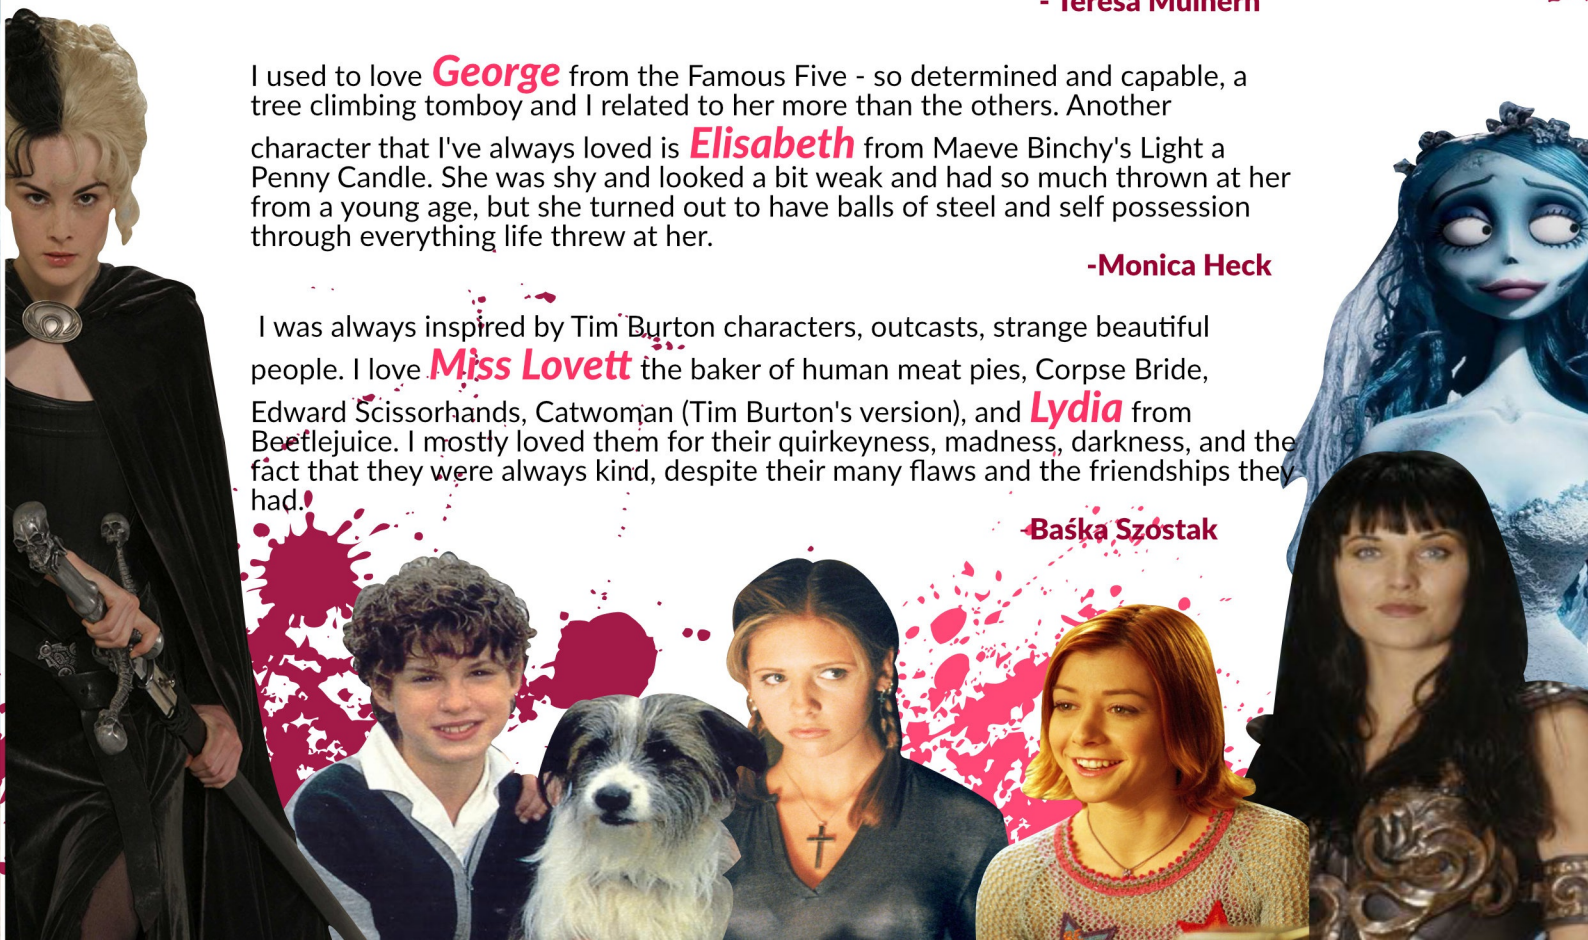 - Teresa Mulhern
I used to love George from the Famous Five - so determined and capable, a
tree climbing tomboy and I related to her more than the others. Another
character that I've always loved is Elisabeth from Maeve Binchy's Light a
Penny Candle. She was shy and looked a bit weak and had so much thrown at her
from a young age, but she turned out to have balls of steel and self possession
through everything life threw at her.
-Monica Heck
I was always inspired by Tim Burton characters, outcasts, strange beautiful
people. I love Miss Lovett the baker of human meat pies, Corpse Bride,
Edward Scissorhands, Catwoman (Tim Burton's version), and Lydia from
Beetlejuice. I mostly loved them for their quirkeyness, madness, darkness, and the
fact that they were always kind, despite their many flaws and the friendships they
had.
-Baśka Szostak